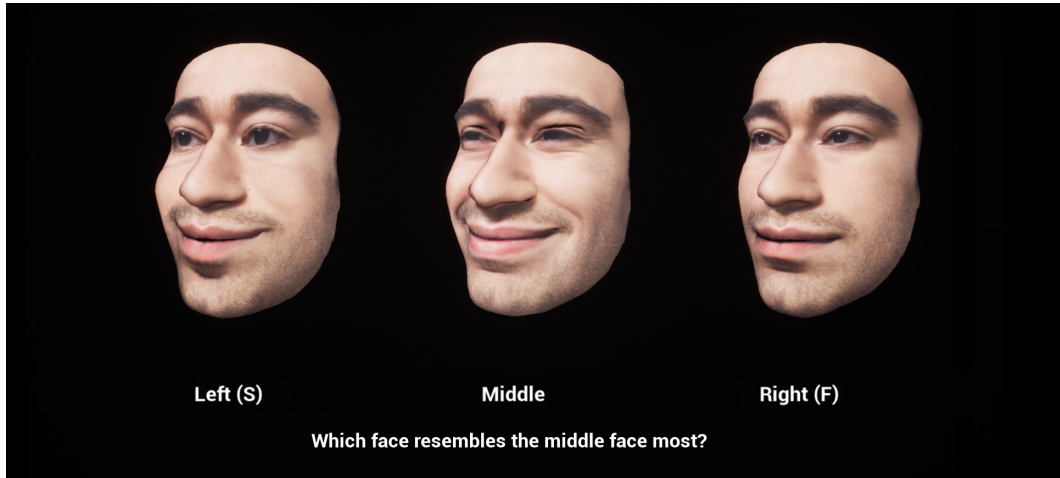 Left (S)
Middle
Right (F)
Which face resembles the middle face most?